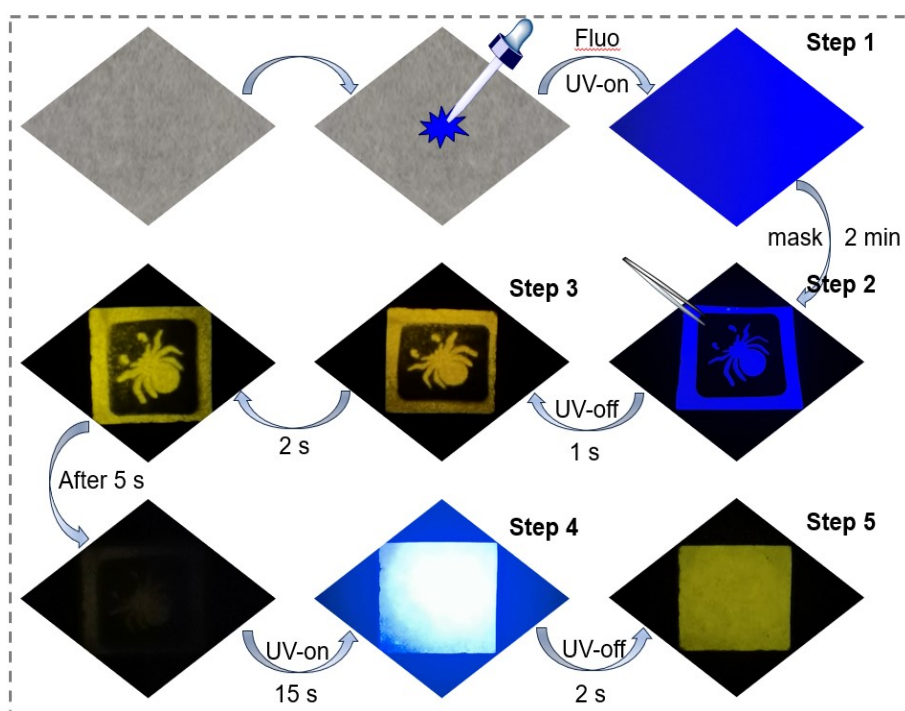 Fluo
UV-on
Step 1
mask
2 min
Step 2
Step 3
UV-off
1 s
2 s
After 5 s
Step 4
Step 5
UV-on
15 s
UV-off
2 s